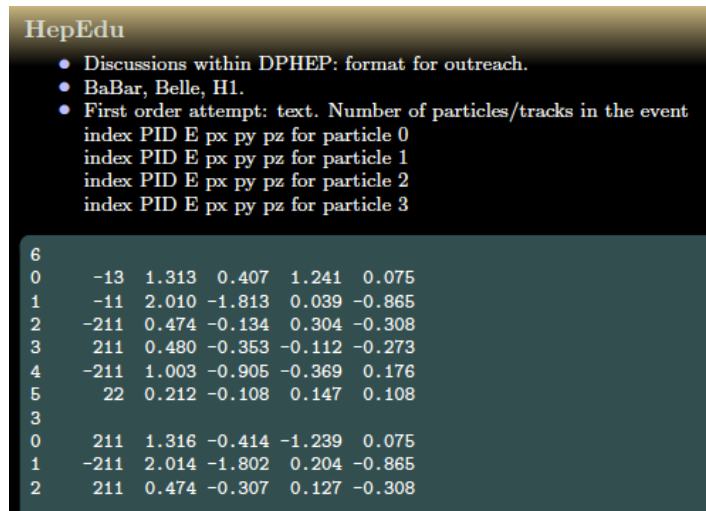 HepEdu
• Discussions within DPHEP: format for outreach.
• BaBar, Belle, H1.
• First order attempt: text. Number of particles/tracks in the event
index PID E px py pz for particle 0
index PID E px py pz for particle 1
index PID E px py pz for particle 2
index PID E px py pz for particle 3
6
0 -13 1.313 0.407 1.241 0.075
1 -11 2.010 -1.813 0.039 -0.865
2 -211 0.474 -0.134 0.304 -0.308
3 211 0.480 -0.353 -0.112 -0.273
4 -211 1.003 -0.905 -0.369 0.176
5 22 0.212 -0.108 0.147 0.108
3
0 211 1.316 -0.414 -1.239 0.075
1 -211 2.014 -1.802 0.204 -0.865
2 211 0.474 -0.307 0.127 -0.308